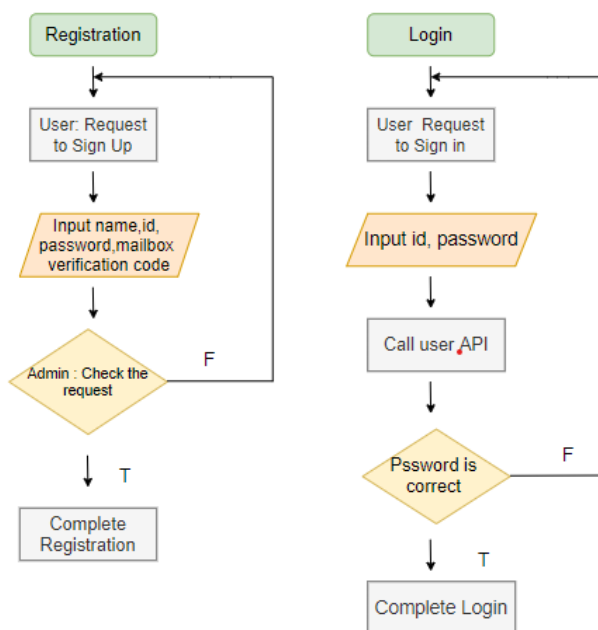 Registration
User: Request
to Sign Up
Input name,id,
password,mailbox
verification code
Admin : Check the
request
F
T
Complete
Registration
Login
User Request
to Sign in
Input id, password
Call user API
Pssword is
correct
F
T
Complete Login